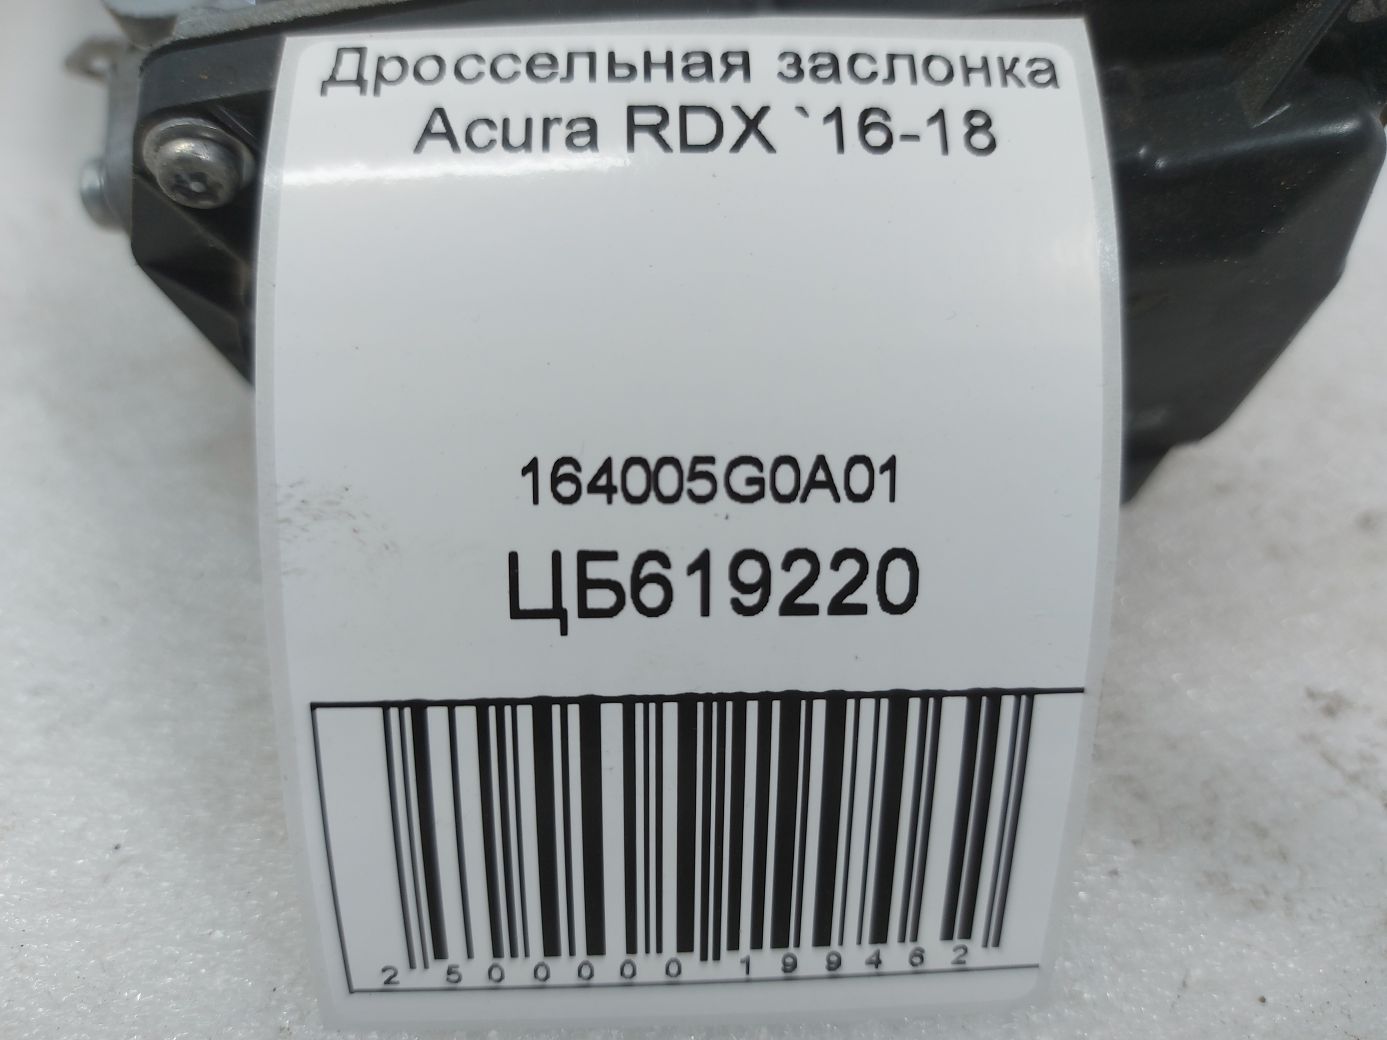 Дроссельная заслонка
Acura RDX `16-18
164005G0A01
ЦБ619220
2 500000 199462